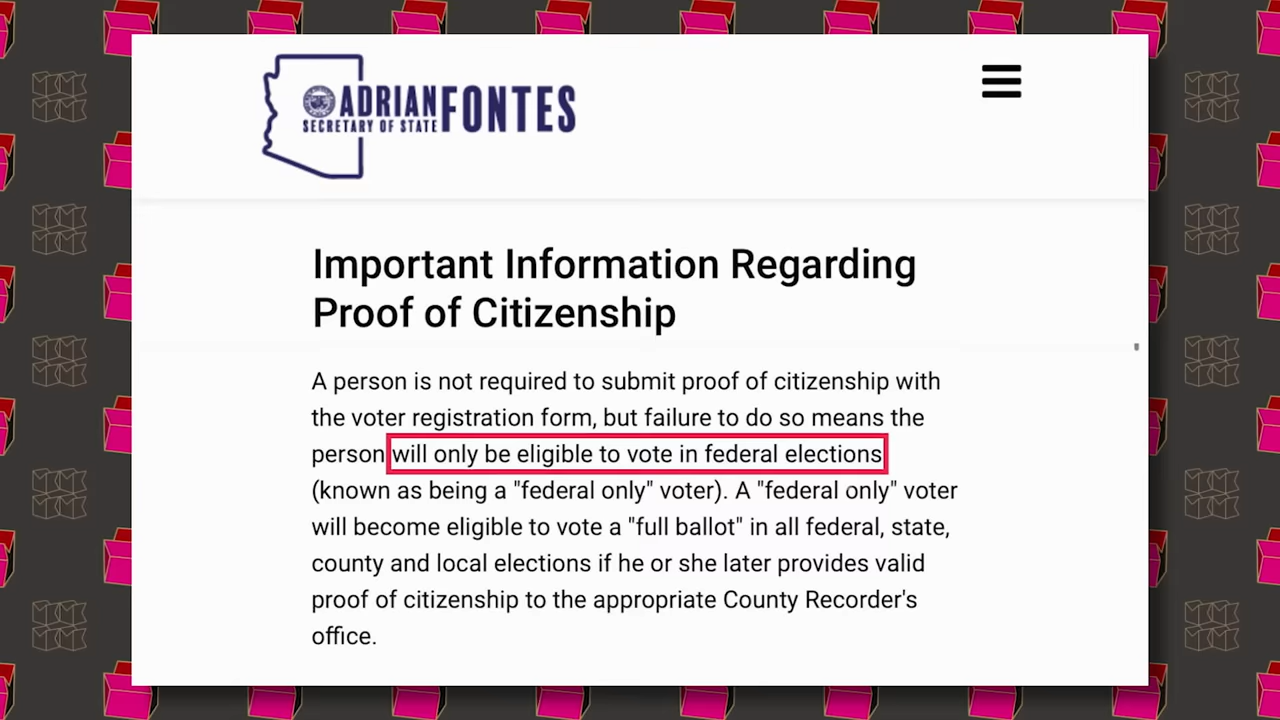 ADRIAN FONTES
SECRETARY OF STATE
Important Information Regarding
Proof of Citizenship
A person is not required to submit proof of citizenship with
the voter registration form, but failure to do so means the
person will only be eligible to vote in federal elections
(known as being a "federal only" voter). A "federal only" voter
will become eligible to vote a "full ballot" in all federal, state,
county and local elections if he or she later provides valid
proof of citizenship to the appropriate County Recorder's
office.